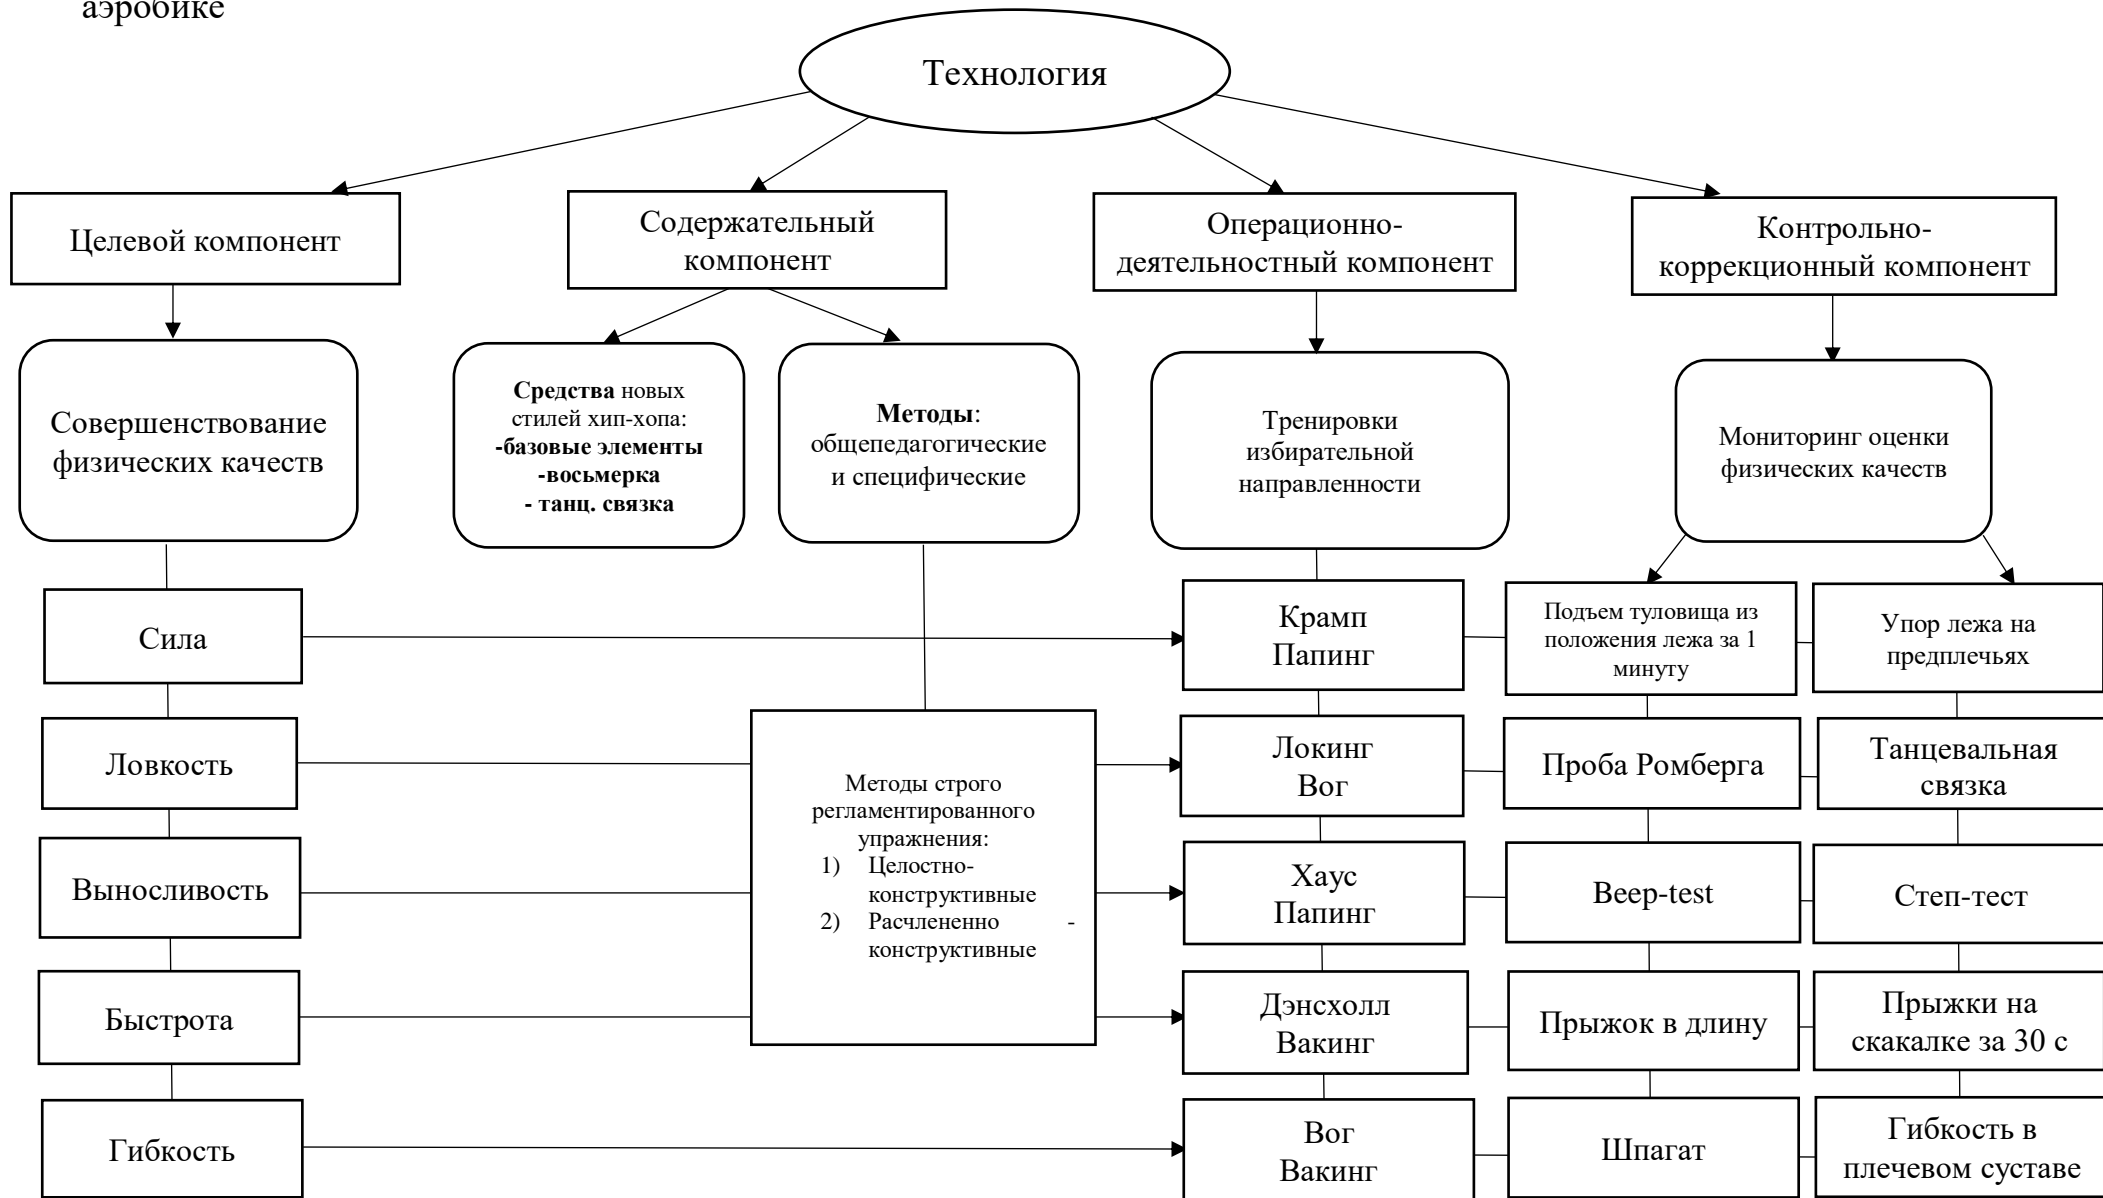 аэробике
Технология
Целевой компонент
Содержательный
компонент
Операционно-
деятельностный компонент
Контрольно-
коррекционный компонент
Совершенствование
физических качеств
Средства новых
стилей хип-хопа:
-базовые элементы
-восьмерка
- танц. связка
Методы:
общепедагогические
и специфические
Тренировки
избирательной
направленности
Мониторинг оценки
физических качеств
Сила
Крамп
Папинг
Подъем туловища из
положения лежа за 1
минуту
Упор лежа на
предплечьях
Ловкость
Методы строго
регламентированного
упражнения:
1) Целостно-
конструктивные
2) Расчлененно -
конструктивные
Локинг
Вог
Проба Ромберга
Танцевальная
связка
Выносливость
Хаус
Папинг
Beep-test
Степ-тест
Быстрота
Дэнсхолл
Вакинг
Прыжок в длину
Прыжки на
скакалке за 30 с
Гибкость
Вог
Вакинг
Шпагат
Гибкость в
плечевом суставе